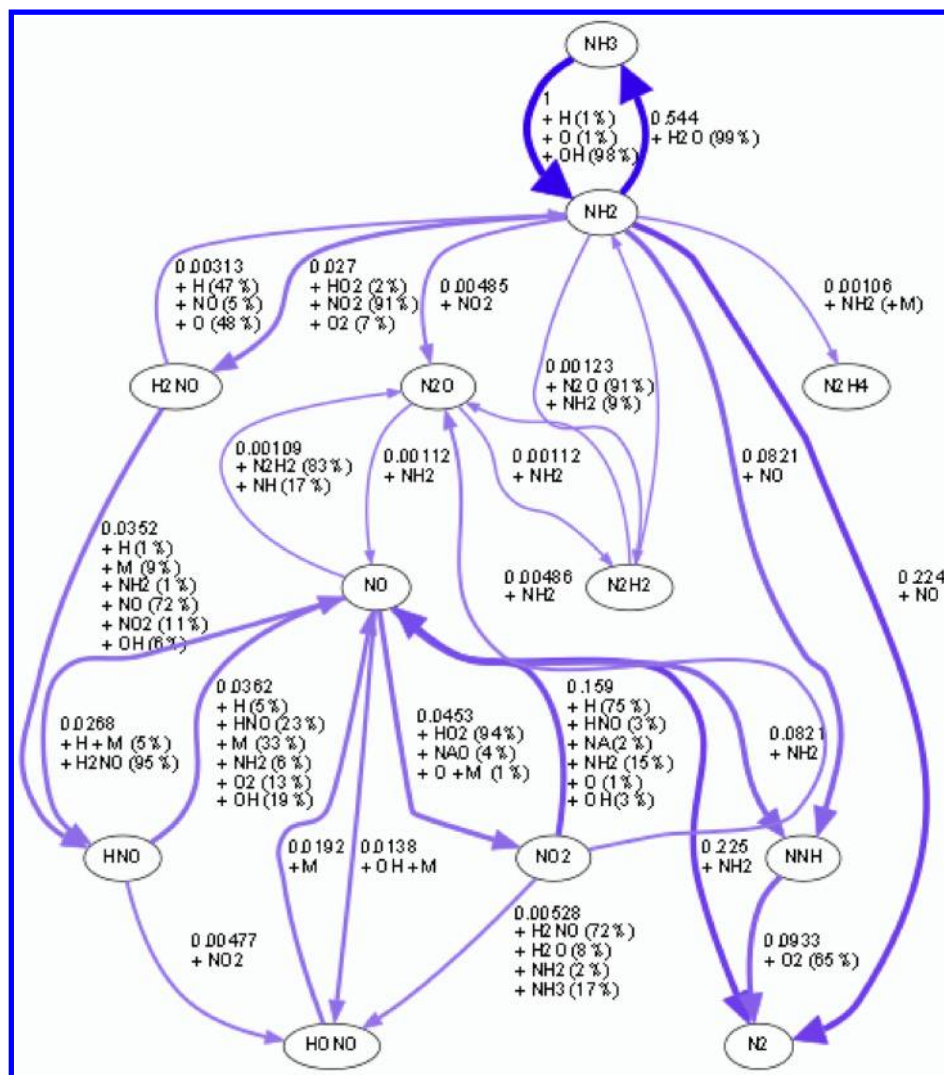 NH3
1
+ H (1%)
+ O (1%)
+ OH (98%)
0.544
+ H2O (99%)
NH2
0.00313
+ H (47%)
+ NO (5%)
+ O (48%)
0.027
+ HO2 (2%)
+ NO2 (91%)
+ O2 (7%)
0.00485
+ NO2
0.00106
+ NH2 (+M)
H2NO
N2O
0.00123
+ N2O (91%)
+ NH2 (9%)
N2H4
0.00109
+ N2H2 (83%)
+ NH (17%)
0.00112
+ NH2
0.00112
+ NH2
0.0821
+ NO
0.0352
+ H (1%)
+ M (9%)
+ NH2 (1%)
+ NO (72%)
+ NO2 (11%)
+ OH (6%)
NO
0.00486
+ NH2
N2H2
0.224
+ NO
0.0268
+ H + M (5%)
+ H2NO (95%)
0.0362
+ H (5%)
+ HNO (23%)
+ M (33%)
+ NH2 (6%)
+ O2 (13%)
+ OH (19%)
0.0453
+ HO2 (94%)
+ NAO (4%)
+ O + M (1%)
0.159
+ H (75%)
+ HNO (3%)
+ NA (2%)
+ NH2 (15%)
+ O (1%)
+ OH (3%)
0.0821
+ NH2
HNO
0.0192
+ M
0.0138
+ OH + M
NO2
0.225
+ NH2
NNH
0.00477
+ NO2
0.00528
+ H2NO (72%)
+ H2O (8%)
+ NH2 (2%)
+ NH3 (17%)
0.0933
+ O2 (65%)
HONO
N2